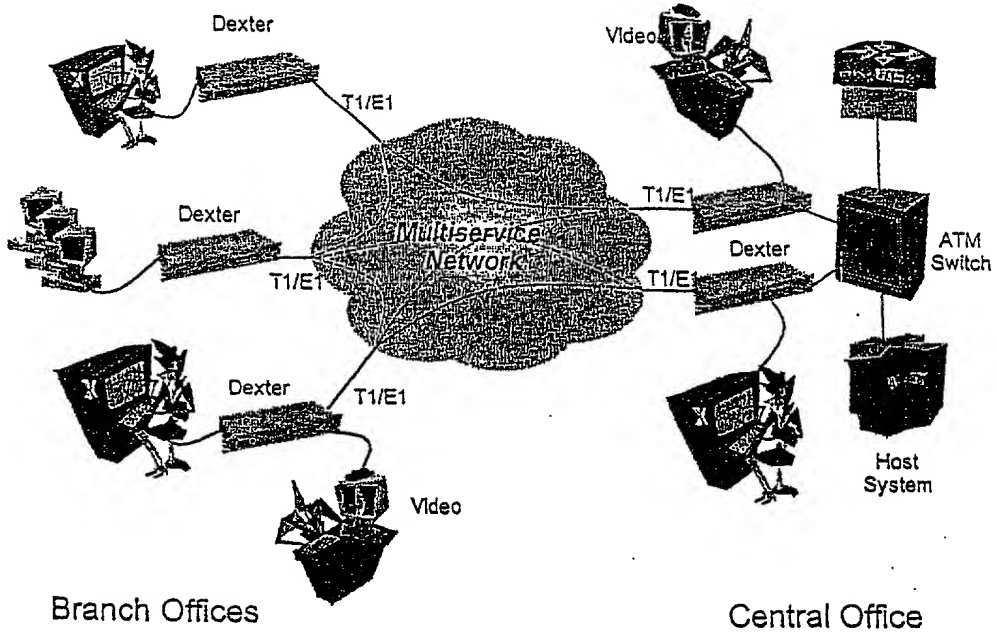 Dexter
Video
T1/E1
Dexter
T1/E1
Multiservice
Network
T1/E1
Dexter
T1/E1
ATM
Switch
Dexter
T1/E1
Host
System
Video
Branch Offices
Central Office